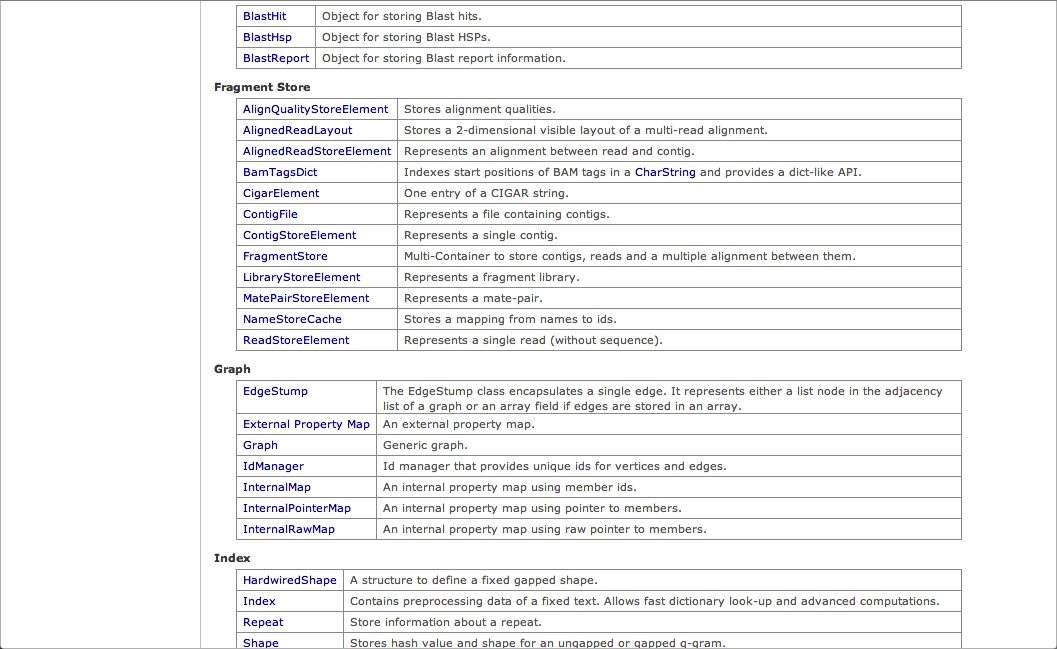 BlastHit Object for storing Blast hits.
BlastHsp Object for storing Blast HSPs.
BlastReport Object for storing Blast report information.
Fragment Store
AlignQualityStoreElement Stores alignment qualities.
AlignedReadLayout Stores a 2-dimensional visible layout of a multi-read alignment.
AlignedReadStoreElement Represents an alignment between read and contig.
BamTagsDict Indexes start positions of BAM tags in a CharString and provides a dict-like API.
CigarElement One entry of a CIGAR string.
ContigFile Represents a file containing contigs.
ContigStoreElement Represents a single contig.
FragmentStore Multi-Container to store contigs, reads and a multiple alignment between them.
LibraryStoreElement Represents a fragment library.
MatePairStoreElement Represents a mate-pair.
NameStoreCache Stores a mapping from names to ids.
ReadStoreElement Represents a single read (without sequence).
Graph
EdgeStump The EdgeStump class encapsulates a single edge. It represents either a list node in the adjacency
list of a graph or an array field if edges are stored in an array.
External Property Map An external property map.
Graph Generic graph.
IdManager Id manager that provides unique ids for vertices and edges.
InternalMap An internal property map using member ids.
InternalPointerMap An internal property map using pointer to members.
InternalRawMap An internal property map using raw pointer to members.
Index
HardwiredShape A structure to define a fixed gapped shape.
Index Contains preprocessing data of a fixed text. Allows fast dictionary look-up and advanced computations.
Repeat Store information about a repeat.
Shape Stores hash value and shape for an ungapped or gapped q-gram.